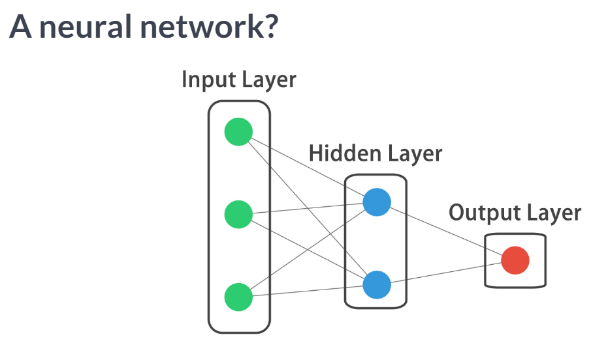 A neural network?
Input Layer
Hidden Layer
Output Layer